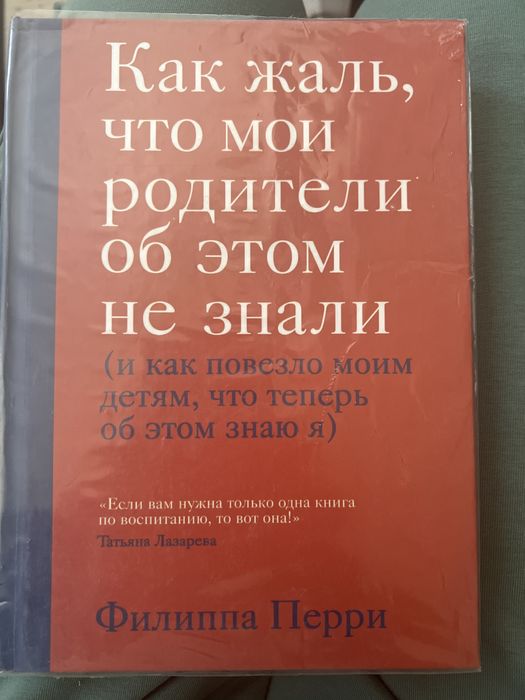 Как жаль,
что мои
родители
об этом
не знали
(и как повезло моим
детям, что теперь
об этом знаю я)
«Если вам нужна только одна книга
по воспитанию, то вот она!»
Татьяна Лазарева
Филиппа Перри